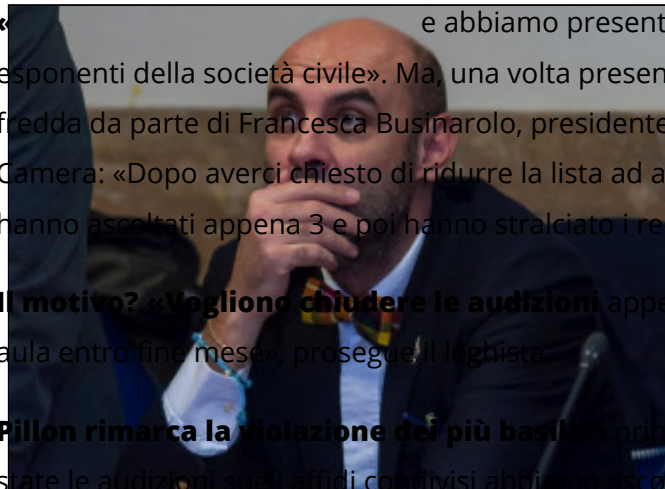 « e abbiamo present
esponenti della società civile». Ma, una volta presen
fredda da parte di Francesca Businarolo, presidente
Camera: «Dopo averci chiesto di ridurre la lista ad a
hanno ascoltati appena 3 e poi hanno stralciato i re
Il motivo? «Vogliono chiudere le audizioni appe
aula entro fine mese», prosegue il leghista.
Pillon rimarca la violazione dei più basilari prin
state le audizioni sugli affidi condivisi abbiamo asco